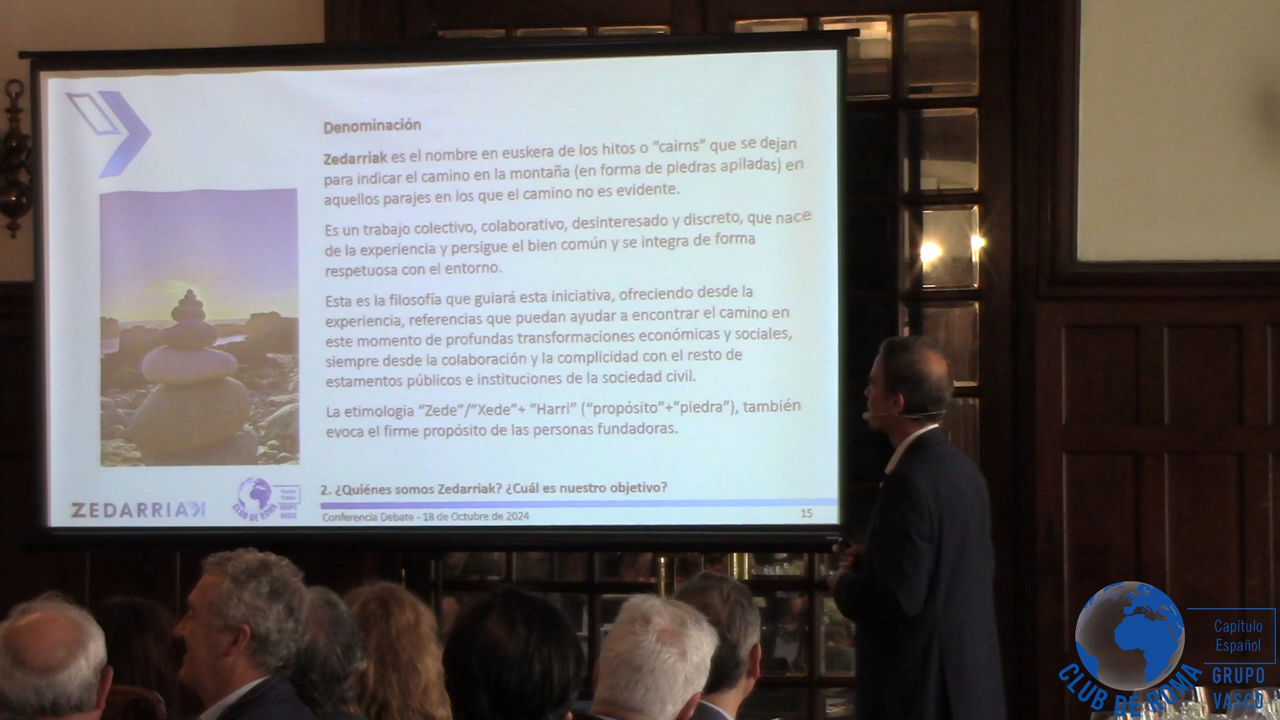 Denominación
Zedarriak es el nombre en euskera de los hitos o “cairns” que se dejan
para indicar el camino en la montaña (en forma de piedras apiladas) en
aquellos parajes en los que el camino no es evidente.
Es un trabajo colectivo, colaborativo, desinteresado y discreto, que nace
de la experiencia y persigue el bien común y se integra de forma
respetuosa con el entorno.
Esta es la filosofía que guiará esta iniciativa, ofreciendo desde la
experiencia, referencias que puedan ayudar a encontrar el camino en
este momento de profundas transformaciones económicas y sociales,
siempre desde la colaboración y la complicidad con el resto de
estamentos públicos e instituciones de la sociedad civil.
La etimologia “Zede”/”Xede”+ “Harri” (“propósito”+”piedra”), también
evoca el firme propósito de las personas fundadoras.
2. ¿Quiénes somos Zedarriak? ¿Cuál es nuestro objetivo?
Conferencia Debate - 18 de Octubre de 2024
15
ZEDARRIAK
CLUB DE ROMA
Capítulo
Español
GRUPO
VASCO
Capítulo
Español
GRUPO
VASCO
CLUB DE ROMA